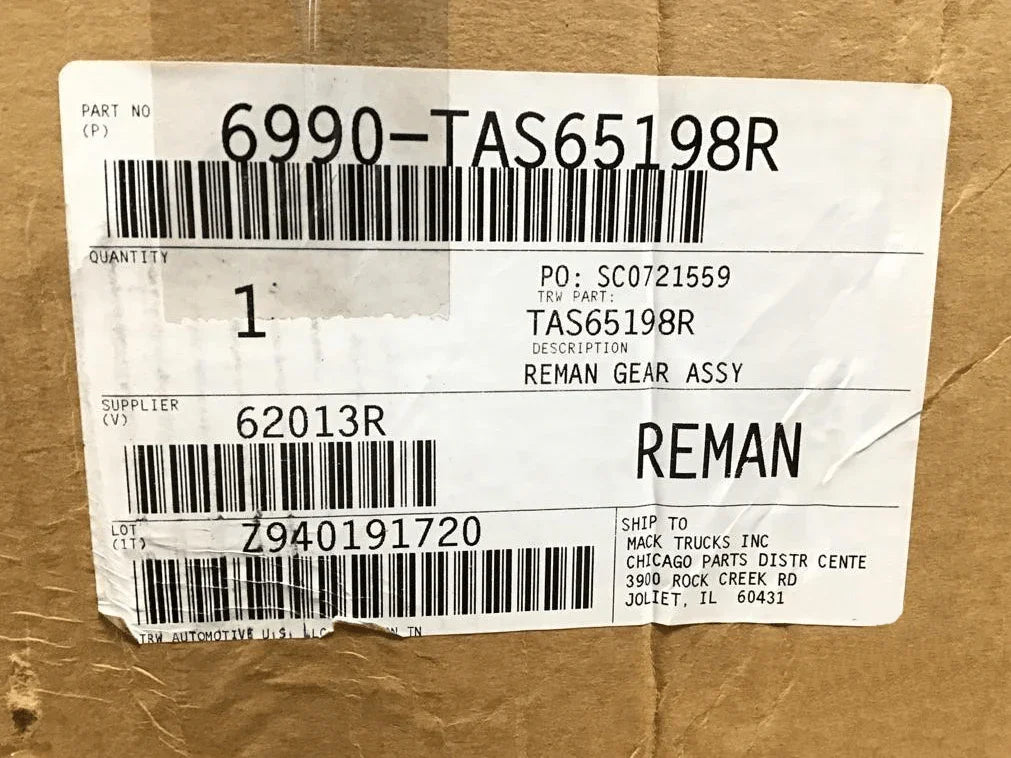 PART NO
(P)
6990-TAS65198R
QUANTITY
1
PO: SC0721559
TRW PART:
TAS65198R
DESCRIPTION
REMAN GEAR ASSY
SUPPLIER
(V)
62013R
REMAN
LOT
(1T)
Z940191720
SHIP TO
MACK TRUCKS INC
CHICAGO PARTS DISTR CENTE
3900 ROCK CREEK RD
JOLIET, IL 60431
TRW AUTOMOTIVE U.S. LLC TN